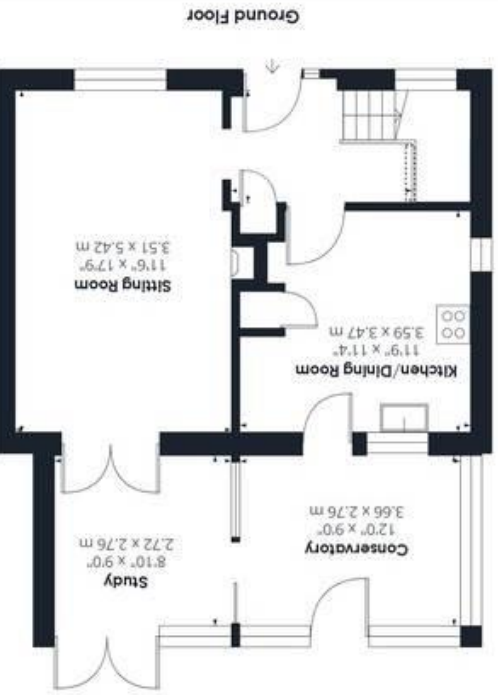 Conservatory
12'0" x 9'0"
3.66 x 2.76 m
Study
8'10" x 9'0"
2.72 x 2.76 m
Kitchen/Dining Room
11'9" x 11'4"
3.59 x 3.47 m
Sitting Room
11'6" x 17'9"
3.51 x 5.42 m
Ground Floor